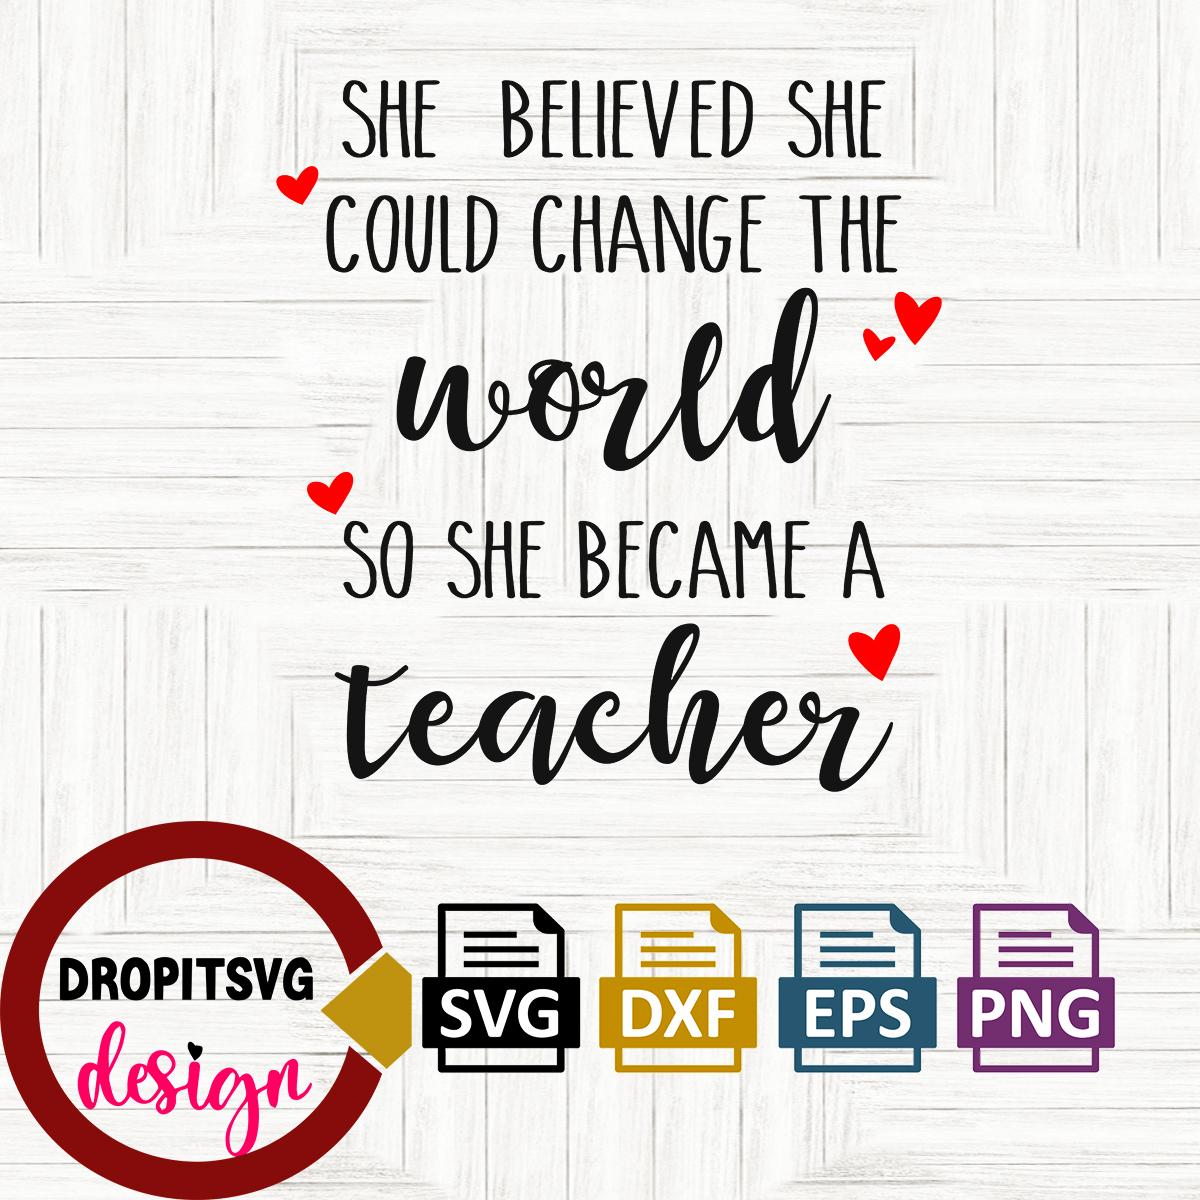 SHE BELIEVED SHE
COULD CHANGE THE
world
SO SHE BECAME A
teacher
DROPITSVG
design
SVG DXF EPS PNG